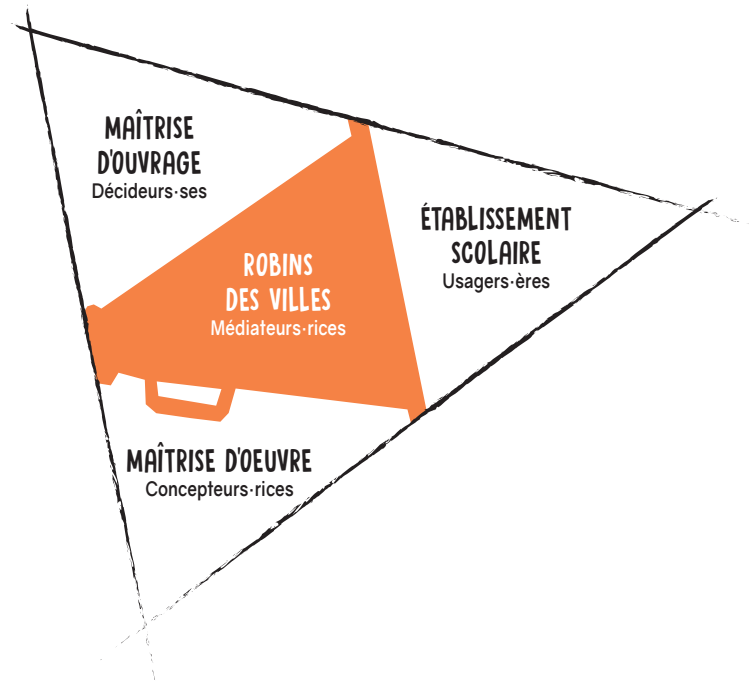 MAÎTRISE
D'OUVRAGE
Décideurs·ses
ÉTABLISSEMENT
SCOLAIRE
Usagers·ères
ROBINS
DES VILLES
Médiateurs·rices
MAÎTRISE D'OEUVRE
Concepteurs·rices